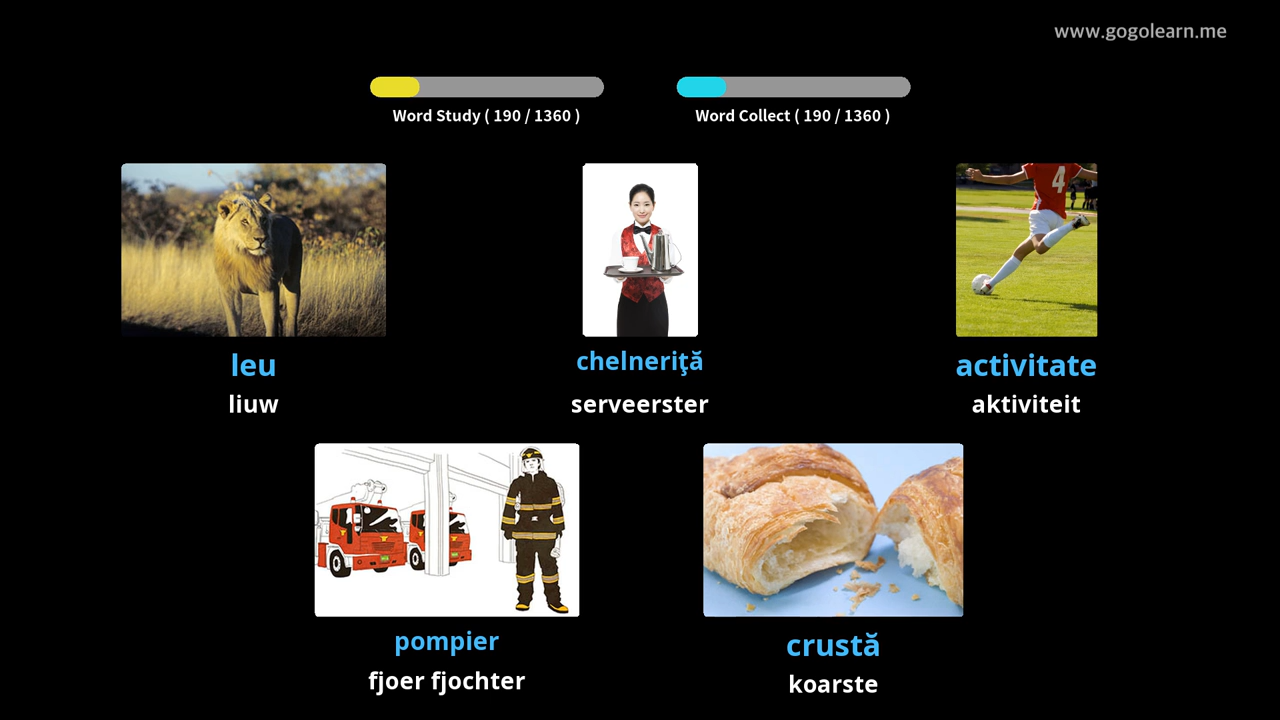 www.gogolearn.me
Word Study ( 190 / 1360 )
Word Collect ( 190 / 1360 )
4
leu
chelneriţă
activitate
liuw
serveerster
aktiviteit
pompier
crustă
fjoer fjochter
koarste